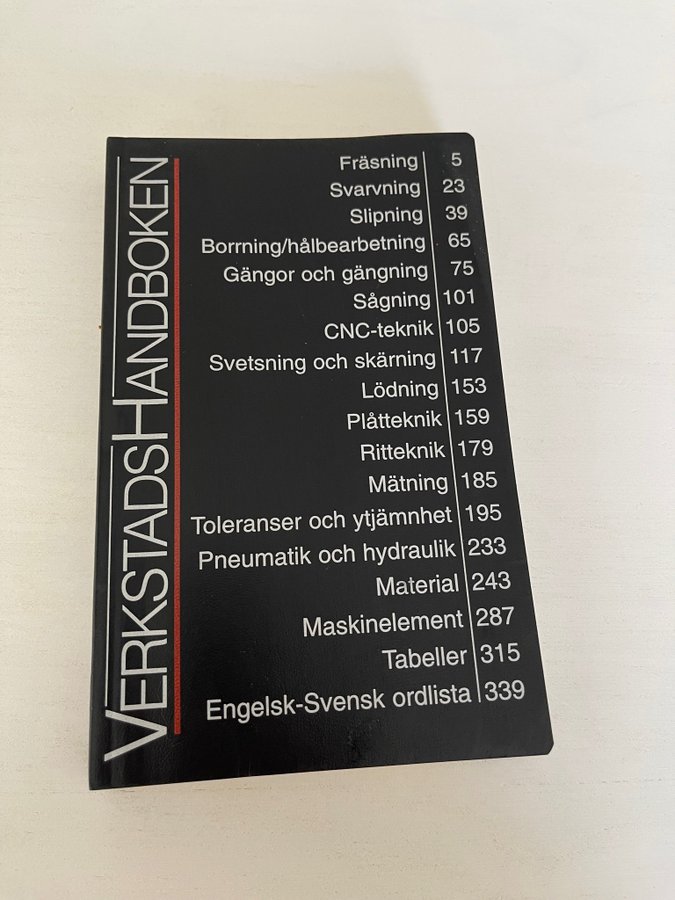 VERKSTADSHANDBOKEN
Fräsning 5
Svarvning 23
Slipning 39
Borrning/hålbearbetning 65
Gängor och gängning 75
Sågning 101
CNC-teknik 105
Svetsning och skärning 117
Lödning 153
Plåtteknik 159
Ritteknik 179
Mätning 185
Toleranser och ytjämnhet 195
Pneumatik och hydraulik 233
Material 243
Maskinelement 287
Tabeller 315
Engelsk-Svensk ordlista 339